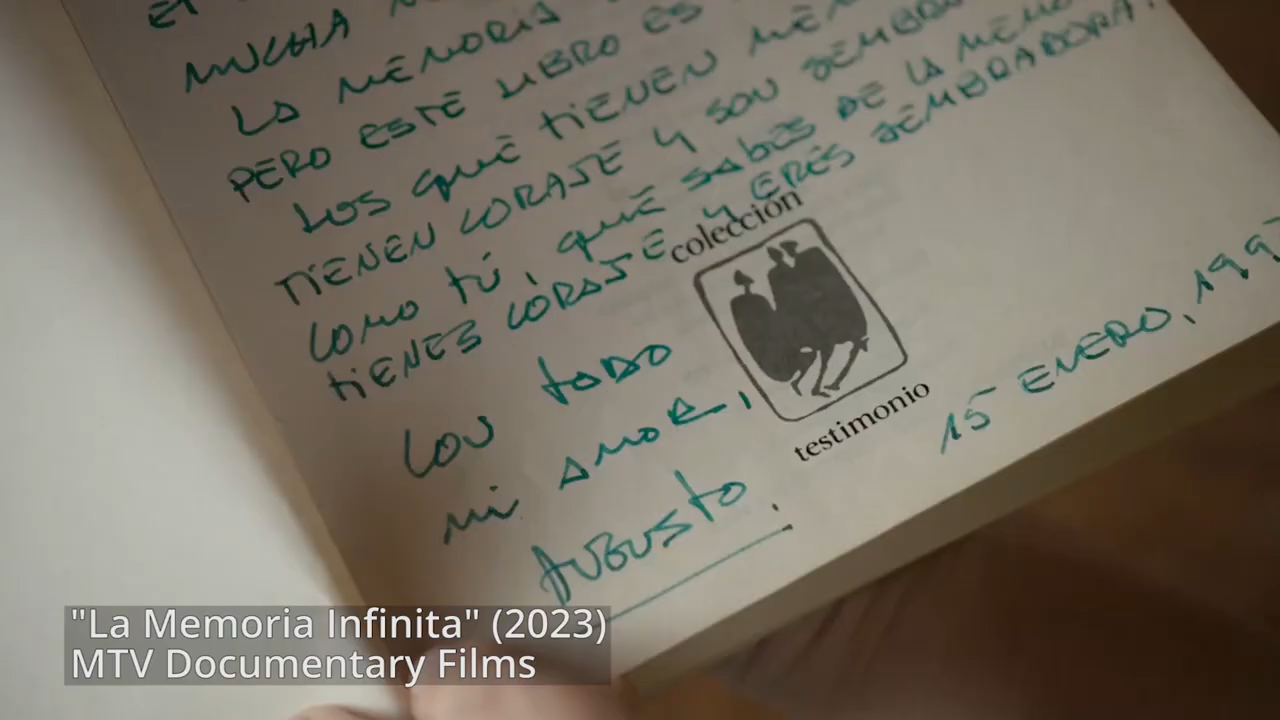 MUCHA
LA MEMORIA
PERO ESTE LIBRO ES
LOS QUE TIENEN
TIENEN CORAJE Y SON
COMO TÚ, QUE SABES DE LA
TIENES CORAJE Y ERES SEMBRADORA.
CON TODO
MI AMOR,
AUGUSTO.
colección
testimonio
15 ENERO, 199
"La Memoria Infinita" (2023)
MTV Documentary Films